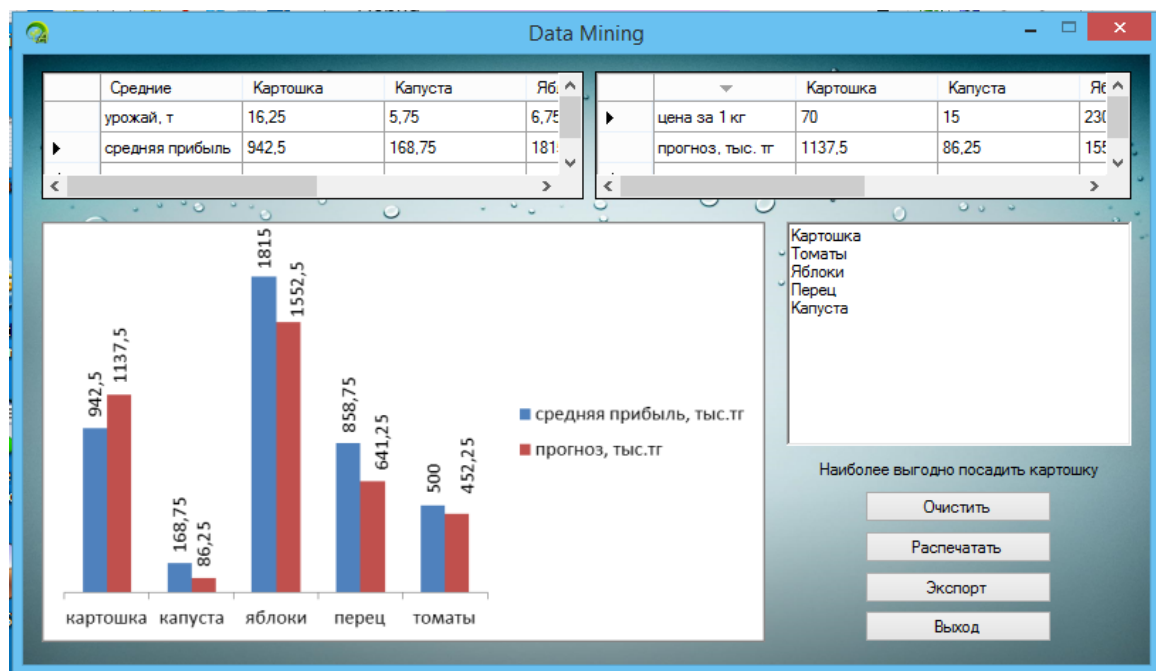 Data Mining
Средние Картошка Капуста
урожай, т 16,25 5,75 6,75
средняя прибыль 942,5 168,75
Картошка Капуста
цена за 1 кг 70 15
прогноз, тыс. тг 1137,5 86,25
942,5
1137,5
168,75
86,25
1815
1552,5
858,75
641,25
500
452,25
картошка капуста яблоки перец томаты
средняя прибыль, тыс.тг
прогноз, тыс.тг
Картошка
Томаты
Яблоки
Перец
Капуста
Наиболее выгодно посадить картошку
Очистить
Распечатать
Экспорт
Выход